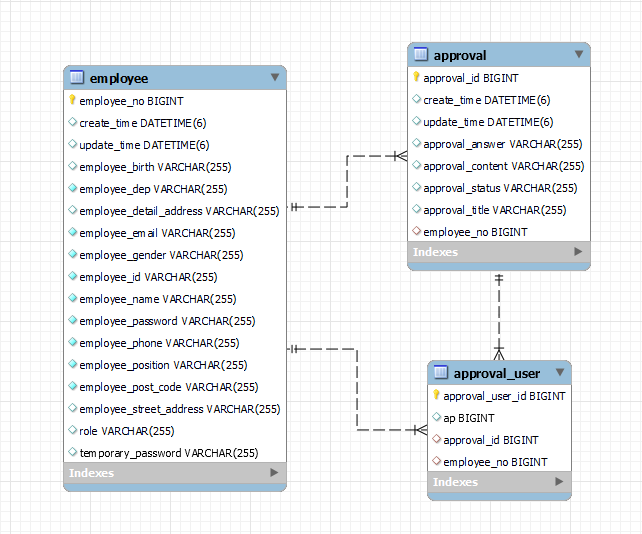 employee
employee_no BIGINT
create_time DATETIME(6)
update_time DATETIME(6)
employee_birth VARCHAR(255)
employee_dep VARCHAR(255)
employee_detail_address VARCHAR(255)
employee_email VARCHAR(255)
employee_gender VARCHAR(255)
employee_id VARCHAR(255)
employee_name VARCHAR(255)
employee_password VARCHAR(255)
employee_phone VARCHAR(255)
employee_position VARCHAR(255)
employee_post_code VARCHAR(255)
employee_street_address VARCHAR(255)
role VARCHAR(255)
temporary_password VARCHAR(255)
Indexes
approval
approval_id BIGINT
create_time DATETIME(6)
update_time DATETIME(6)
approval_answer VARCHAR(255)
approval_content VARCHAR(255)
approval_status VARCHAR(255)
approval_title VARCHAR(255)
employee_no BIGINT
Indexes
approval_user
approval_user_id BIGINT
ap BIGINT
approval_id BIGINT
employee_no BIGINT
Indexes